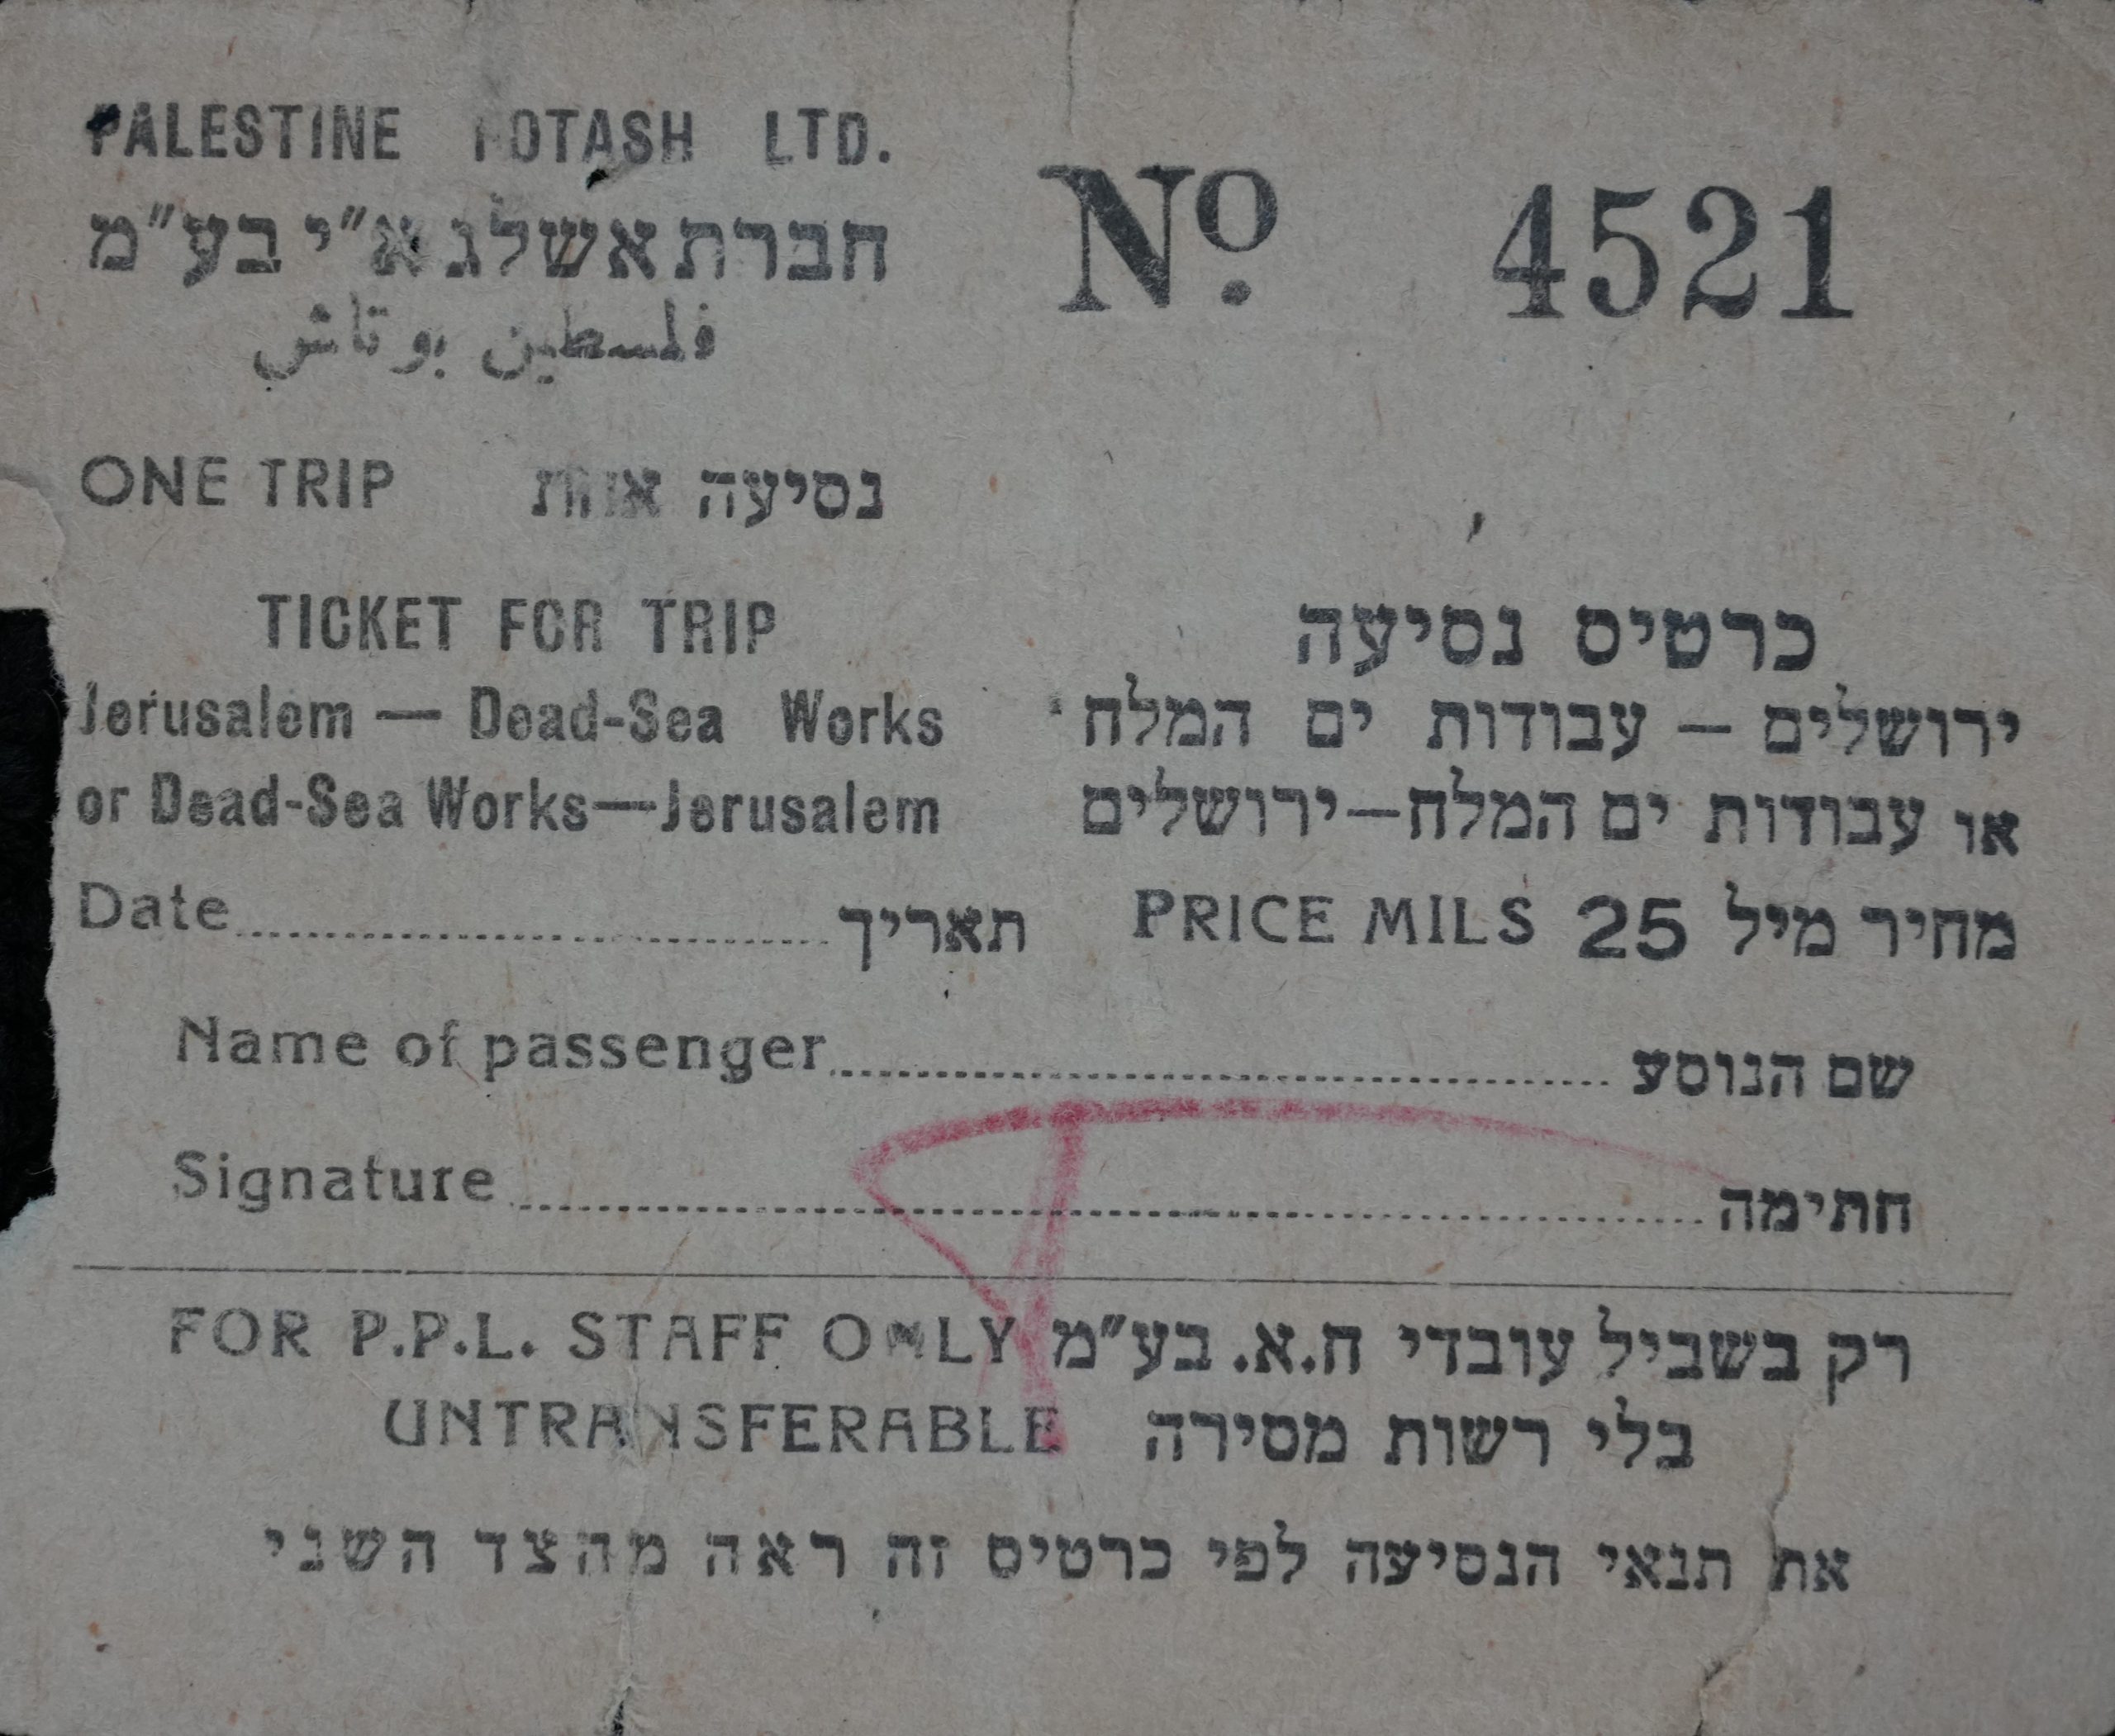 PALESTINE POTASH LTD.
חברת אשלג א״י בע״מ
فلسطين بوتاش
No. 4521
ONE TRIP נסיעה אחת
TICKET FOR TRIP כרטיס נסיעה
Jerusalem — Dead-Sea Works ירושלים — עבודות ים המלח
or Dead-Sea Works—Jerusalem או עבודות ים המלח—ירושלים
Date תאריך PRICE MILS 25 מחיר מיל
Name of passenger שם הנוסע
Signature חתימה
FOR P.P.L. STAFF ONLY רק בשביל עובדי ח.א. בע״מ
UNTRANSFERABLE בלי רשות מסירה
את תנאי הנסיעה לפי כרטיס זה ראה מהצד השני